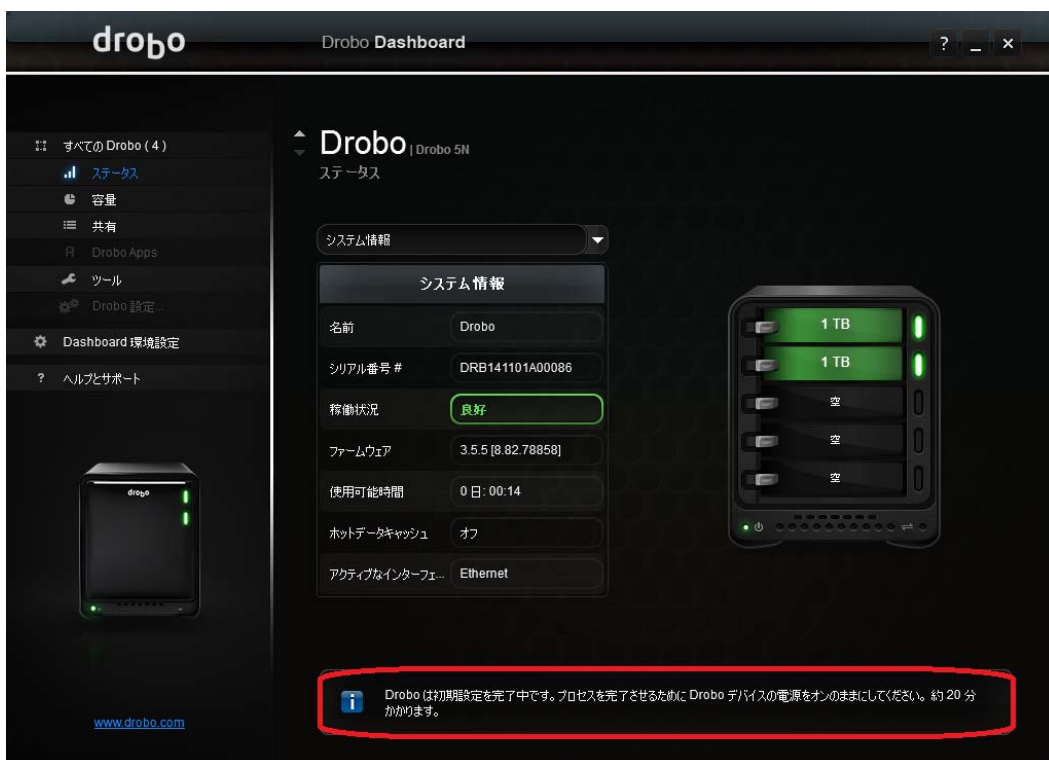 drobo
Drobo Dashboard
? _ ×
すべての Drobo ( 4 )
ステータス
容量
共有
Drobo Apps
ツール
Drobo 設定...
Dashboard 環境設定
? ヘルプとサポート
drobo
www.drobo.com
Drobo | Drobo 5N
ステータス
システム情報
システム情報
名前 Drobo
シリアル番号 # DRB141101A00086
稼働状況 良好
ファームウェア 3.5.5 [8.82.78858]
使用可能時間 0 日: 00:14
ホットデータキャッシュ オフ
アクティブなインターフェ... Ethernet
1 TB
1 TB
空
空
空
i
Drobo は初期設定を完了中です。プロセスを完了させるために Drobo デバイスの電源をオンのままにしてください。約 20 分
かかります。